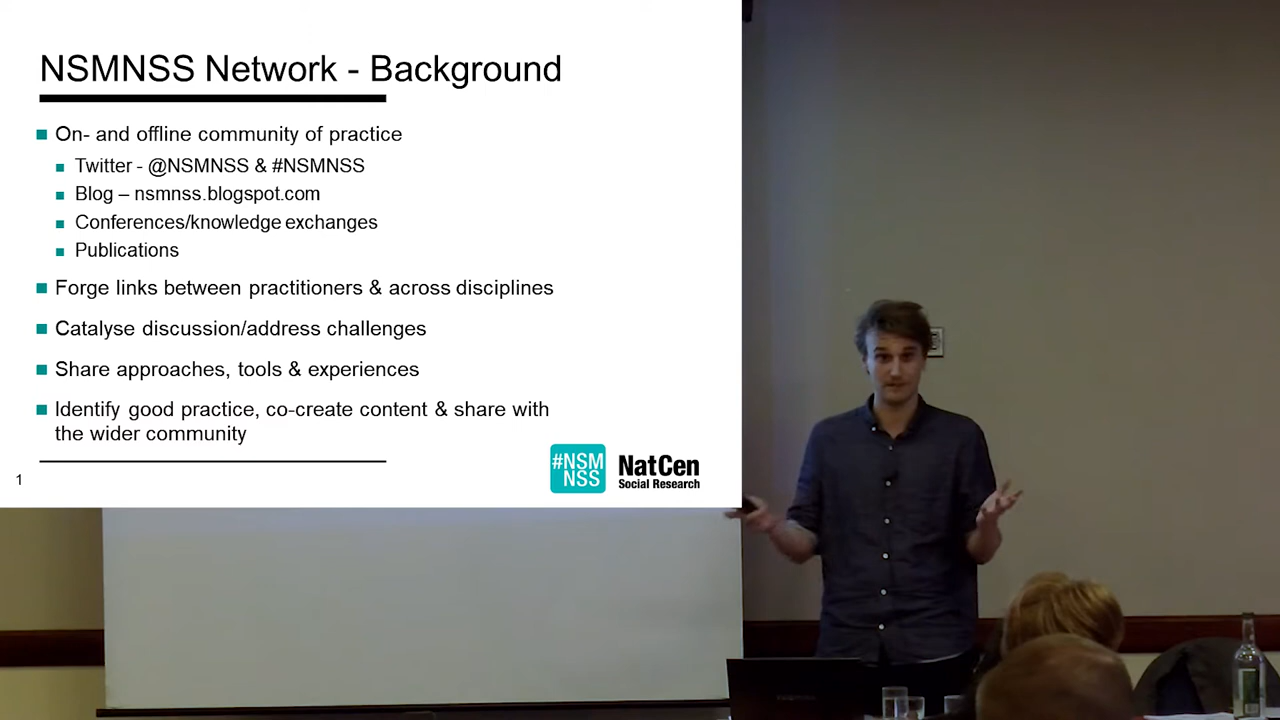 NSMNSS Network - Background
On- and offline community of practice
Twitter - @NSMNSS & #NSMNSS
Blog – nsmnss.blogspot.com
Conferences/knowledge exchanges
Publications
Forge links between practitioners & across disciplines
Catalyse discussion/address challenges
Share approaches, tools & experiences
Identify good practice, co-create content & share with
the wider community
1
#NSM
NSS
NatCen
Social Research